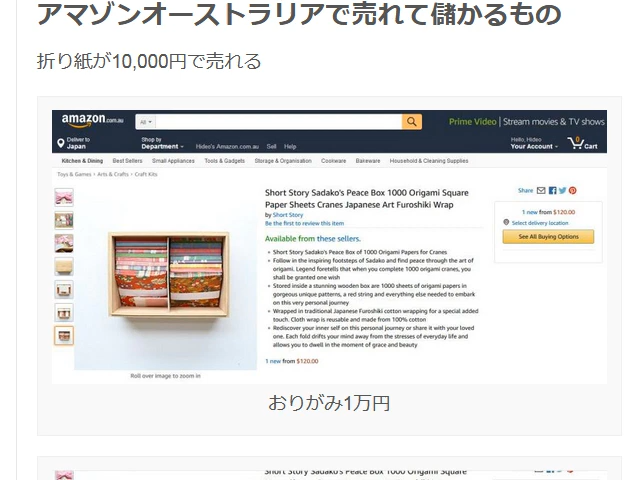 アマゾンオーストラリアで売れて儲かるもの
折り紙が10,000円で売れる
amazon.com.au
All
Prime Video | Stream movies & TV shows
Deliver to
Japan
Shop by
Department
Hideo's Amazon.com.au Sell Help
Hello, Hideo
Your Account
0
Cart
Kitchen & Dining Best Sellers Small Appliances Tools & Gadgets Storage & Organisation Cookware Bakeware Household & Cleaning Supplies
Toys & Games › Arts & Crafts › Craft Kits
Short Story Sadako's Peace Box 1000 Origami Square
Paper Sheets Cranes Japanese Art Furoshiki Wrap
by Short Story
Be the first to review this item
Available from these sellers.
• Short Story Sadako's Peace Box of 1000 Origami Papers for Cranes
• Follow in the inspiring footsteps of Sadako and find peace through the art of
origami. Legend foretells that when you complete 1000 origami cranes, you
shall be granted one wish
• Stored inside a stunning wooden box are 1000 sheets of origami papers in
gorgeous unique patterns, a red string and everything else needed to embark
on this very personal journey
• Wrapped in traditional Japanese Furoshiki cotton wrapping for a special added
touch. Cloth wrap is reusable and made from 100% cotton
• Rediscover your inner self on this personal journey or share it with your loved
one. Each fold drifts your mind away from the stresses of everyday life and
allows you to dwell in the moment of grace and beauty
1 new from $120.00
Share
1 new from $120.00
Select delivery location
See All Buying Options
Roll over image to zoom in
おりがみ1万円
Short Story Sadako's Peace Box 1000 Origami Square